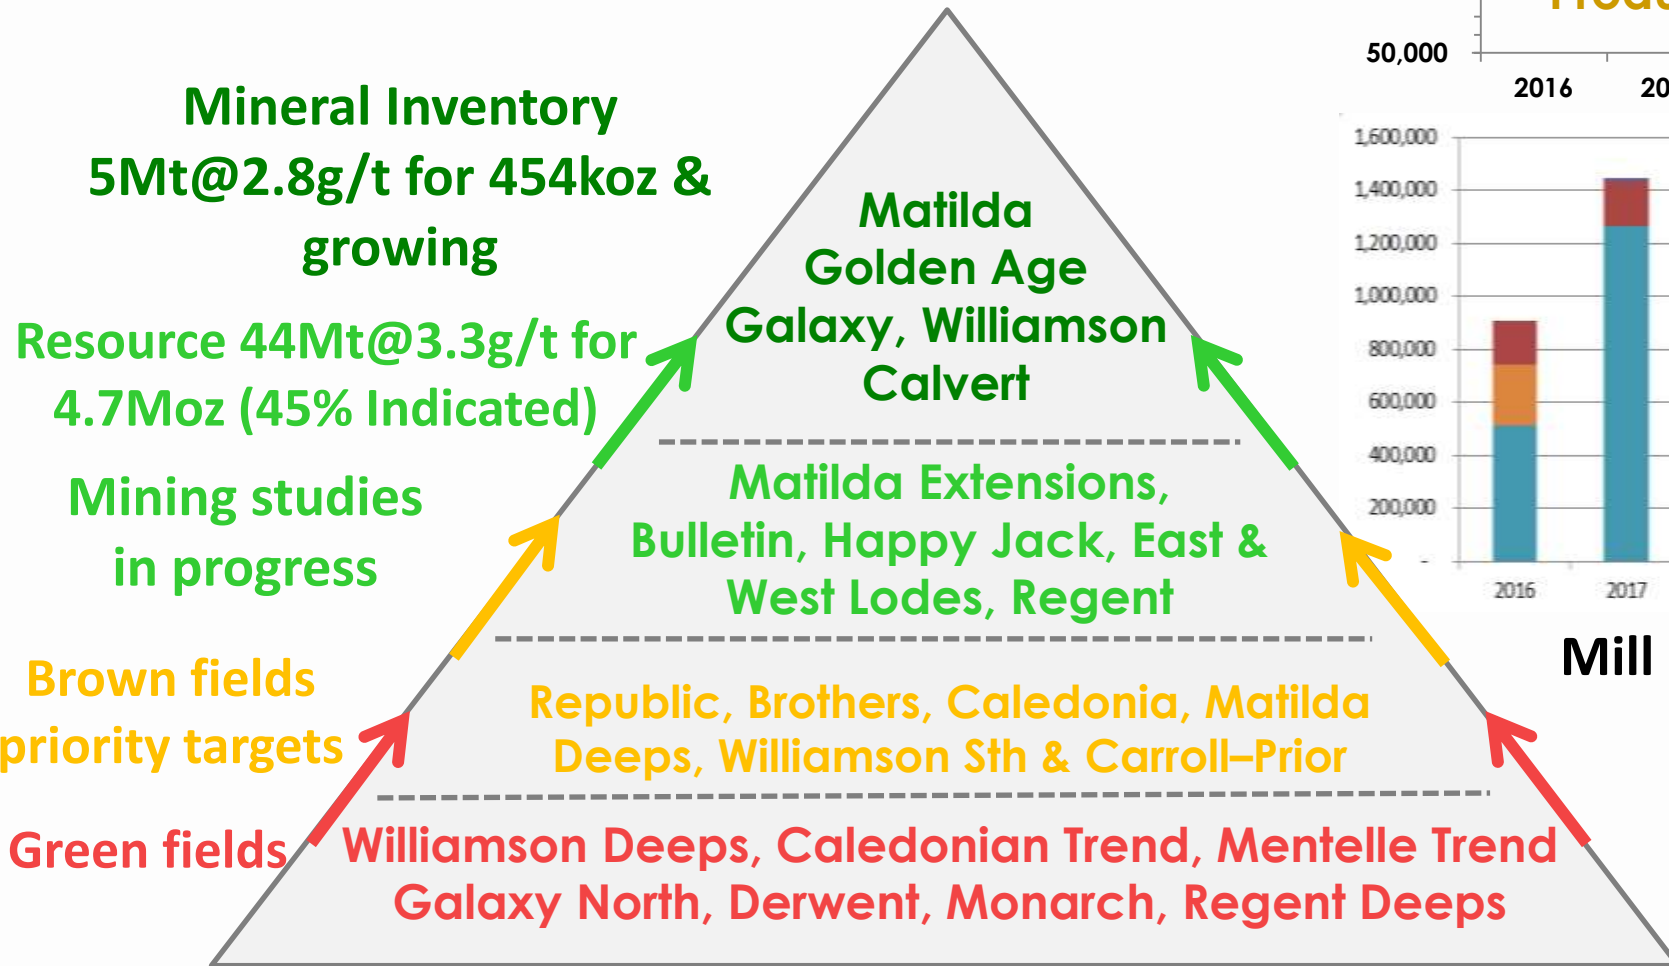 Mineral Inventory
5Mt@2.8g/t for 454koz &
growing
Resource 44Mt@3.3g/t for
4.7Moz (45% Indicated)
Mining studies
in progress
Brown fields
priority targets
Green fields
Matilda
Golden Age
Galaxy, Williamson
Calvert
Matilda Extensions,
Bulletin, Happy Jack, East &
West Lodes, Regent
Republic, Brothers, Caledonia, Matilda
Deeps, Williamson Sth & Carroll–Prior
Williamson Deeps, Caledonian Trend, Mentelle Trend
Galaxy North, Derwent, Monarch, Regent Deeps
50,000
2016
1,600,000
1,400,000
1,200,000
1,000,000
800,000
600,000
400,000
200,000
-
2016 2017
Mill